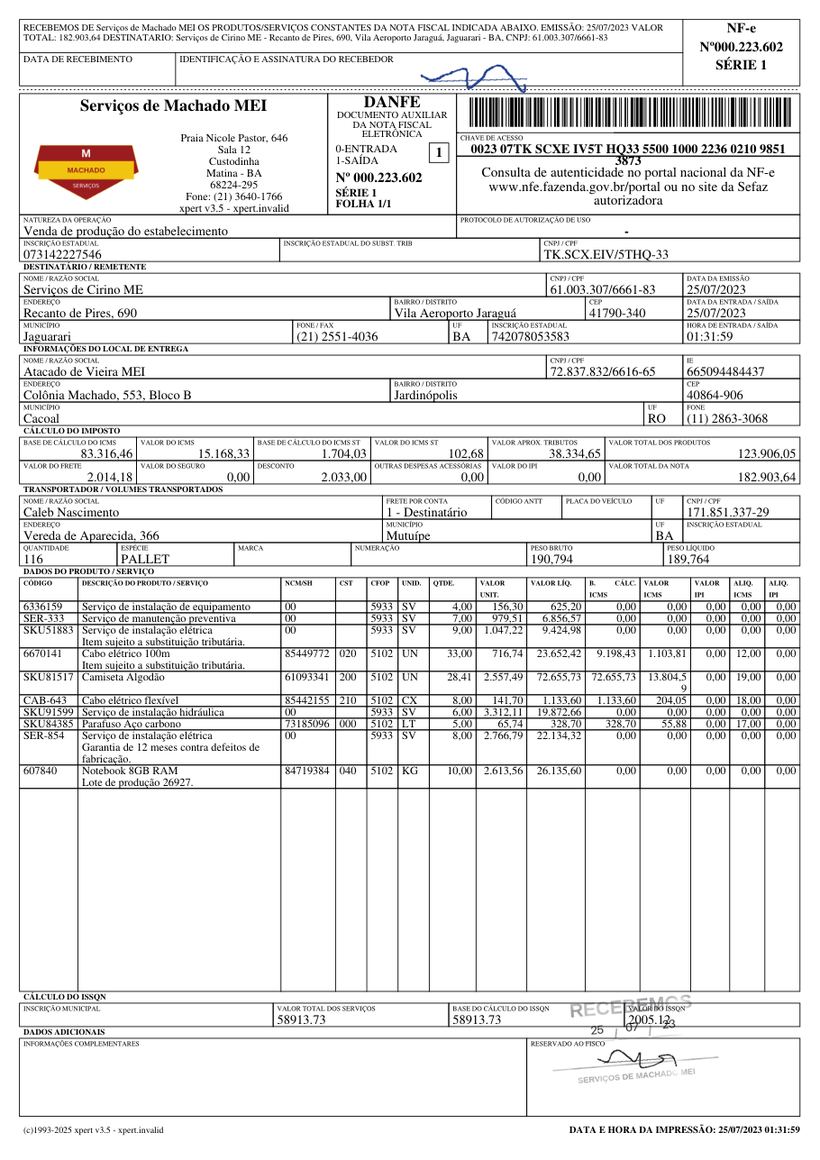 RECEBEMOS DE Serviços de Machado MEI OS PRODUTOS/SERVIÇOS CONSTANTES DA NOTA FISCAL INDICADA ABAIXO. EMISSÃO: 25/07/2023 VALOR
TOTAL: 182.903,64 DESTINATARIO: Serviços de Cirino ME - Recanto de Pires, 690, Vila Aeroporto Jaraguá, Jaguarari - BA, CNPJ: 61.003.307/6661-83
NF-e
Nº000.223.602
SÉRIE 1
DATA DE RECEBIMENTO IDENTIFICAÇÃO E ASSINATURA DO RECEBEDOR
Serviços de Machado MEI
M
MACHADO
SERVIÇOS
Praia Nicole Pastor, 646
Sala 12
Custodinha
Matina - BA
68224-295
Fone: (21) 3640-1766
xpert v3.5 - xpert.invalid
DANFE
DOCUMENTO AUXILIAR
DA NOTA FISCAL
ELETRÔNICA
0-ENTRADA
1-SAÍDA
1
Nº 000.223.602
SÉRIE 1
FOLHA 1/1
CHAVE DE ACESSO
0023 07TK SCXE IV5T HQ33 5500 1000 2236 0210 9851
3873
Consulta de autenticidade no portal nacional da NF-e
www.nfe.fazenda.gov.br/portal ou no site da Sefaz
autorizadora
NATUREZA DA OPERAÇÃO PROTOCOLO DE AUTORIZAÇÃO DE USO
Venda de produção do estabelecimento -
INSCRIÇÃO ESTADUAL INSCRIÇÃO ESTADUAL DO SUBST. TRIB CNPJ / CPF
073142227546 TK.SCX.EIV/5THQ-33
DESTINATÁRIO / REMETENTE
NOME / RAZÃO SOCIAL CNPJ / CPF DATA DA EMISSÃO
Serviços de Cirino ME 61.003.307/6661-83 25/07/2023
ENDEREÇO BAIRRO / DISTRITO CEP DATA DA ENTRADA / SAÍDA
Recanto de Pires, 690 Vila Aeroporto Jaraguá 41790-340 25/07/2023
MUNICÍPIO FONE / FAX UF INSCRIÇÃO ESTADUAL HORA DE ENTRADA / SAÍDA
Jaguarari (21) 2551-4036 BA 742078053583 01:31:59
INFORMAÇÕES DO LOCAL DE ENTREGA
NOME / RAZÃO SOCIAL CNPJ / CPF IE
Atacado de Vieira MEI 72.837.832/6616-65 665094484437
ENDEREÇO BAIRRO / DISTRITO CEP
Colônia Machado, 553, Bloco B Jardinópolis 40864-906
MUNICÍPIO UF FONE
Cacoal RO (11) 2863-3068
CÁLCULO DO IMPOSTO
BASE DE CÁLCULO DO ICMS VALOR DO ICMS BASE DE CÁLCULO DO ICMS ST VALOR DO ICMS ST VALOR APROX. TRIBUTOS VALOR TOTAL DOS PRODUTOS
83.316,46 15.168,33 1.704,03 102,68 38.334,65 123.906,05
VALOR DO FRETE VALOR DO SEGURO DESCONTO OUTRAS DESPESAS ACESSÓRIAS VALOR DO IPI VALOR TOTAL DA NOTA
2.014,18 0,00 2.033,00 0,00 0,00 182.903,64
TRANSPORTADOR / VOLUMES TRANSPORTADOS
NOME / RAZÃO SOCIAL FRETE POR CONTA CÓDIGO ANTT PLACA DO VEÍCULO UF CNPJ / CPF
Caleb Nascimento 1 - Destinatário 171.851.337-29
ENDEREÇO MUNICÍPIO UF INSCRIÇÃO ESTADUAL
Vereda de Aparecida, 366 Mutuípe BA
QUANTIDADE ESPÉCIE MARCA NUMERAÇÃO PESO BRUTO PESO LÍQUIDO
116 PALLET 190,794 189,764
DADOS DO PRODUTO / SERVIÇO
CÓDIGO DESCRIÇÃO DO PRODUTO / SERVIÇO NCM/SH CST CFOP UNID. QTDE. VALOR UNIT. VALOR LÍQ. B. CÁLC. ICMS VALOR ICMS VALOR IPI ALIQ. ICMS ALIQ. IPI
6336159 Serviço de instalação de equipamento 00 5933 SV 4,00 156,30 625,20 0,00 0,00 0,00 0,00 0,00
SER-333 Serviço de manutenção preventiva 00 5933 SV 7,00 979,51 6.856,57 0,00 0,00 0,00 0,00 0,00
SKU51883 Serviço de instalação elétrica 00 5933 SV 9,00 1.047,22 9.424,98 0,00 0,00 0,00 0,00 0,00
Item sujeito a substituição tributária.
6670141 Cabo elétrico 100m 85449772 020 5102 UN 33,00 716,74 23.652,42 9.198,43 1.103,81 0,00 12,00 0,00
Item sujeito a substituição tributária.
SKU81517 Camiseta Algodão 61093341 200 5102 UN 28,41 2.557,49 72.655,73 72.655,73 13.804,5 0,00 19,00 0,00
9
CAB-643 Cabo elétrico flexível 85442155 210 5102 CX 8,00 141,70 1.133,60 1.133,60 204,05 0,00 18,00 0,00
SKU91599 Serviço de instalação hidráulica 00 5933 SV 6,00 3.312,11 19.872,66 0,00 0,00 0,00 0,00 0,00
SKU84385 Parafuso Aço carbono 73185096 000 5102 LT 5,00 65,74 328,70 328,70 55,88 0,00 17,00 0,00
SER-854 Serviço de instalação elétrica 00 5933 SV 8,00 2.766,79 22.134,32 0,00 0,00 0,00 0,00 0,00
Garantia de 12 meses contra defeitos de
fabricação.
607840 Notebook 8GB RAM 84719384 040 5102 KG 10,00 2.613,56 26.135,60 0,00 0,00 0,00 0,00 0,00
Lote de produção 26927.
CÁLCULO DO ISSQN
INSCRIÇÃO MUNICIPAL VALOR TOTAL DOS SERVIÇOS BASE DO CÁLCULO DO ISSQN VALOR DO ISSQN
58913.73 58913.73 2005.12
RECEBEMOS
25 / 07 / 23
DADOS ADICIONAIS
INFORMAÇÕES COMPLEMENTARES RESERVADO AO FISCO
SERVIÇOS DE MACHADO MEI
(c)1993-2025 xpert v3.5 - xpert.invalid DATA E HORA DA IMPRESSÃO: 25/07/2023 01:31:59